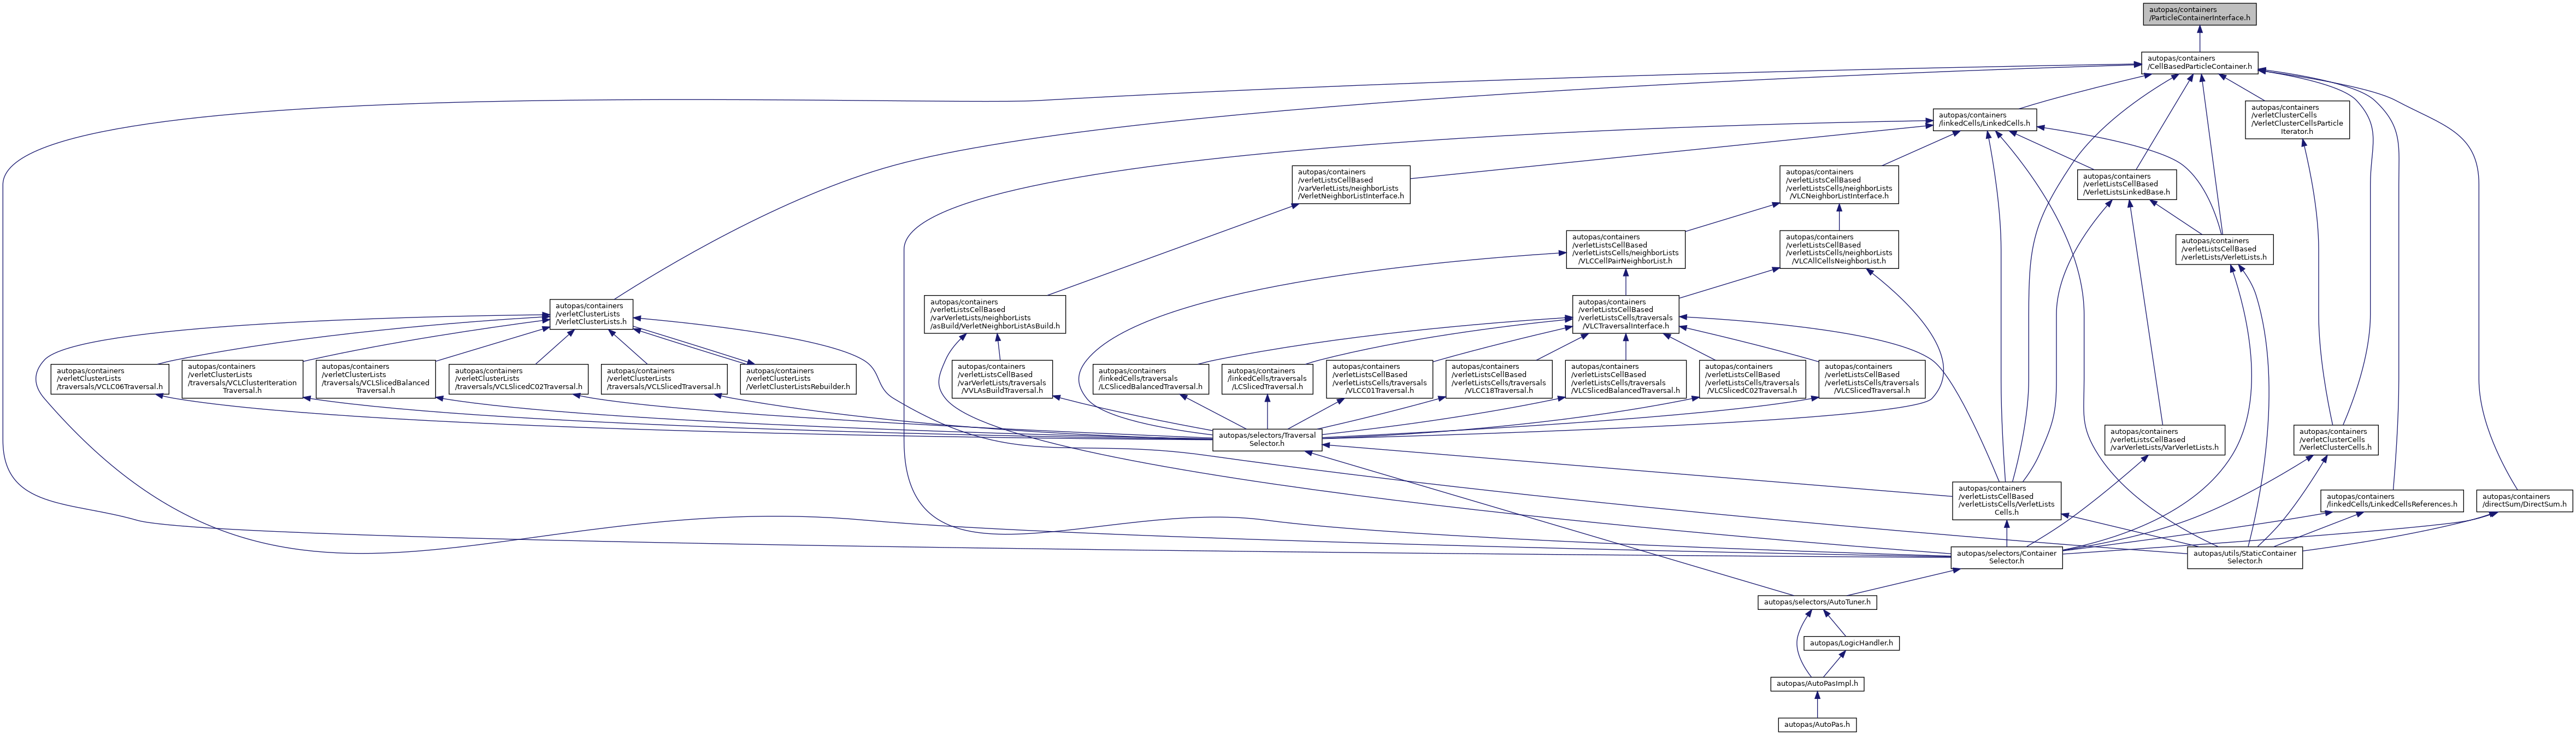 autopas/containers
/ParticleContainerInterface.h
autopas/containers
/CellBasedParticleContainer.h
autopas/containers
/linkedCells/LinkedCells.h
autopas/containers
/verletClusterCells
/VerletClusterCellsParticle
Iterator.h
autopas/containers
/verletListsCellBased
/varVerletLists/neighborLists
/VerletNeighborListInterface.h
autopas/containers
/verletListsCellBased
/verletListsCells/neighborLists
/VLCNeighborListInterface.h
autopas/containers
/verletListsCellBased
/VerletListsLinkedBase.h
autopas/containers
/verletListsCellBased
/verletListsCells/neighborLists
/VLCCellPairNeighborList.h
autopas/containers
/verletListsCellBased
/verletListsCells/neighborLists
/VLCAllCellsNeighborList.h
autopas/containers
/verletListsCellBased
/verletLists/VerletLists.h
autopas/containers
/verletClusterLists
/VerletClusterLists.h
autopas/containers
/verletListsCellBased
/varVerletLists/neighborLists
/asBuild/VerletNeighborListAsBuild.h
autopas/containers
/verletListsCellBased
/verletListsCells/traversals
/VLCTraversalInterface.h
autopas/containers
/verletClusterLists
/traversals/VCLC06Traversal.h
autopas/containers
/verletClusterLists
/traversals/VCLClusterIteration
Traversal.h
autopas/containers
/verletClusterLists
/traversals/VCLSlicedBalanced
Traversal.h
autopas/containers
/verletClusterLists
/traversals/VCLSlicedC02Traversal.h
autopas/containers
/verletClusterLists
/traversals/VCLSlicedTraversal.h
autopas/containers
/verletClusterLists
/VerletClusterListsRebuilder.h
autopas/containers
/verletListsCellBased
/varVerletLists/traversals
/VVLAsBuildTraversal.h
autopas/containers
/linkedCells/traversals
/LCSlicedBalancedTraversal.h
autopas/containers
/linkedCells/traversals
/LCSlicedTraversal.h
autopas/containers
/verletListsCellBased
/verletListsCells/traversals
/VLCC01Traversal.h
autopas/containers
/verletListsCellBased
/verletListsCells/traversals
/VLCC18Traversal.h
autopas/containers
/verletListsCellBased
/verletListsCells/traversals
/VLCSlicedBalancedTraversal.h
autopas/containers
/verletListsCellBased
/verletListsCells/traversals
/VLCSlicedC02Traversal.h
autopas/containers
/verletListsCellBased
/verletListsCells/traversals
/VLCSlicedTraversal.h
autopas/selectors/Traversal
Selector.h
autopas/containers
/verletListsCellBased
/varVerletLists/VarVerletLists.h
autopas/containers
/verletClusterCells
/VerletClusterCells.h
autopas/containers
/verletListsCellBased
/verletListsCells/VerletLists
Cells.h
autopas/containers
/linkedCells/LinkedCellsReferences.h
autopas/containers
/directSum/DirectSum.h
autopas/selectors/Container
Selector.h
autopas/utils/StaticContainer
Selector.h
autopas/selectors/AutoTuner.h
autopas/LogicHandler.h
autopas/AutoPasImpl.h
autopas/AutoPas.h